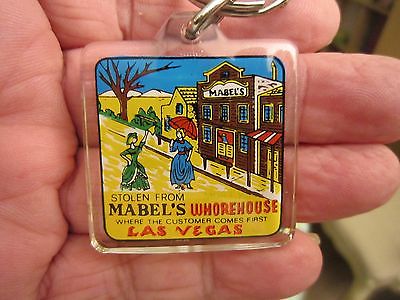 MABEL'S
STOLEN FROM
MABEL'S WHOREHOUSE
WHERE THE CUSTOMER COMES FIRST
LAS VEGAS